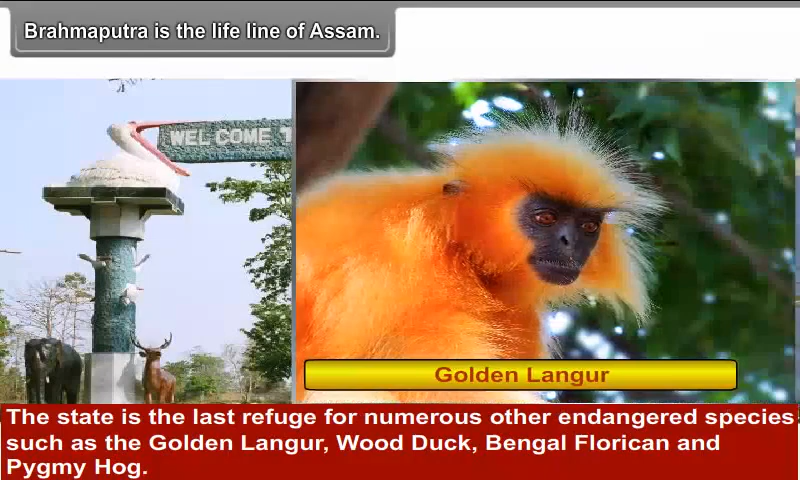 Brahmaputra is the life line of Assam.
WEL COME T
Golden Langur
The state is the last refuge for numerous other endangered species
such as the Golden Langur, Wood Duck, Bengal Florican and
Pygmy Hog.